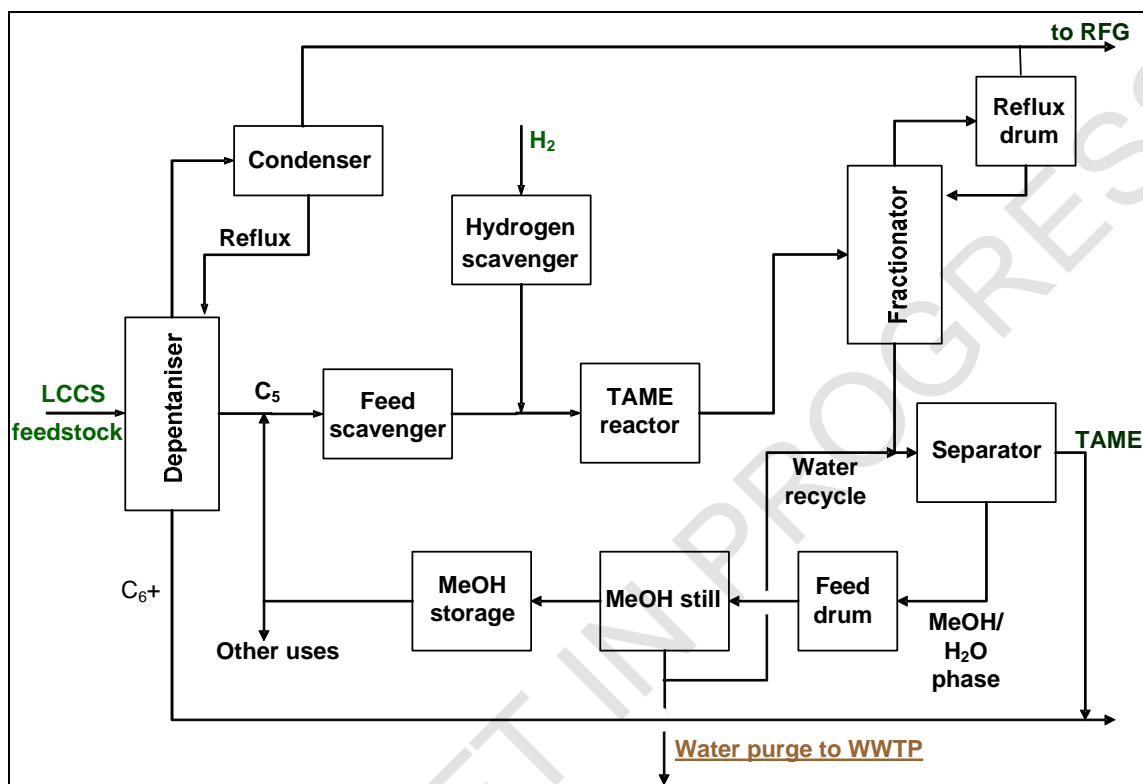 to RFG
Reflux
drum
Condenser
H₂
Fractionator
Hydrogen
scavenger
Reflux
Depentaniser
LCCS
feedstock
C₅
Feed
scavenger
TAME
reactor
Water
recycle
Separator
TAME
C₆+
MeOH
storage
MeOH still
Feed
drum
Other uses
MeOH/
H₂O
phase
Water purge to WWTP
T IN PROGRESS